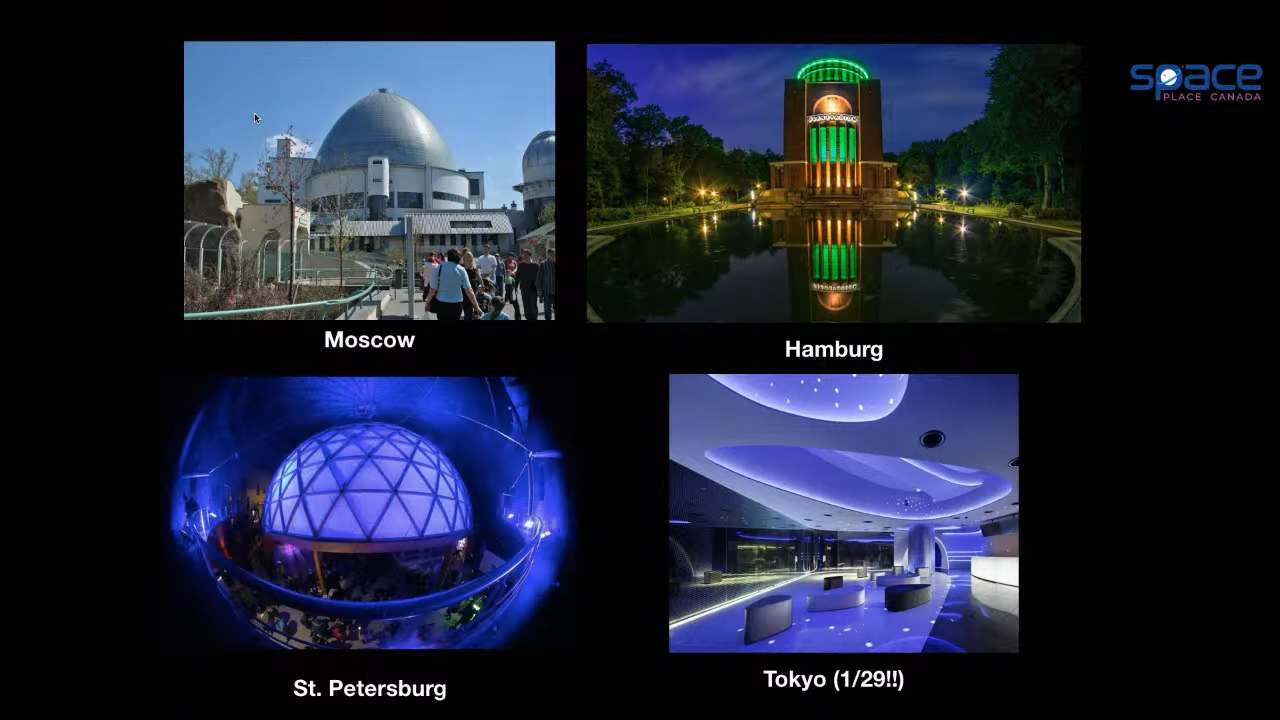 space
PLACE CANADA
Moscow
Hamburg
St. Petersburg
Tokyo (1/29!!)